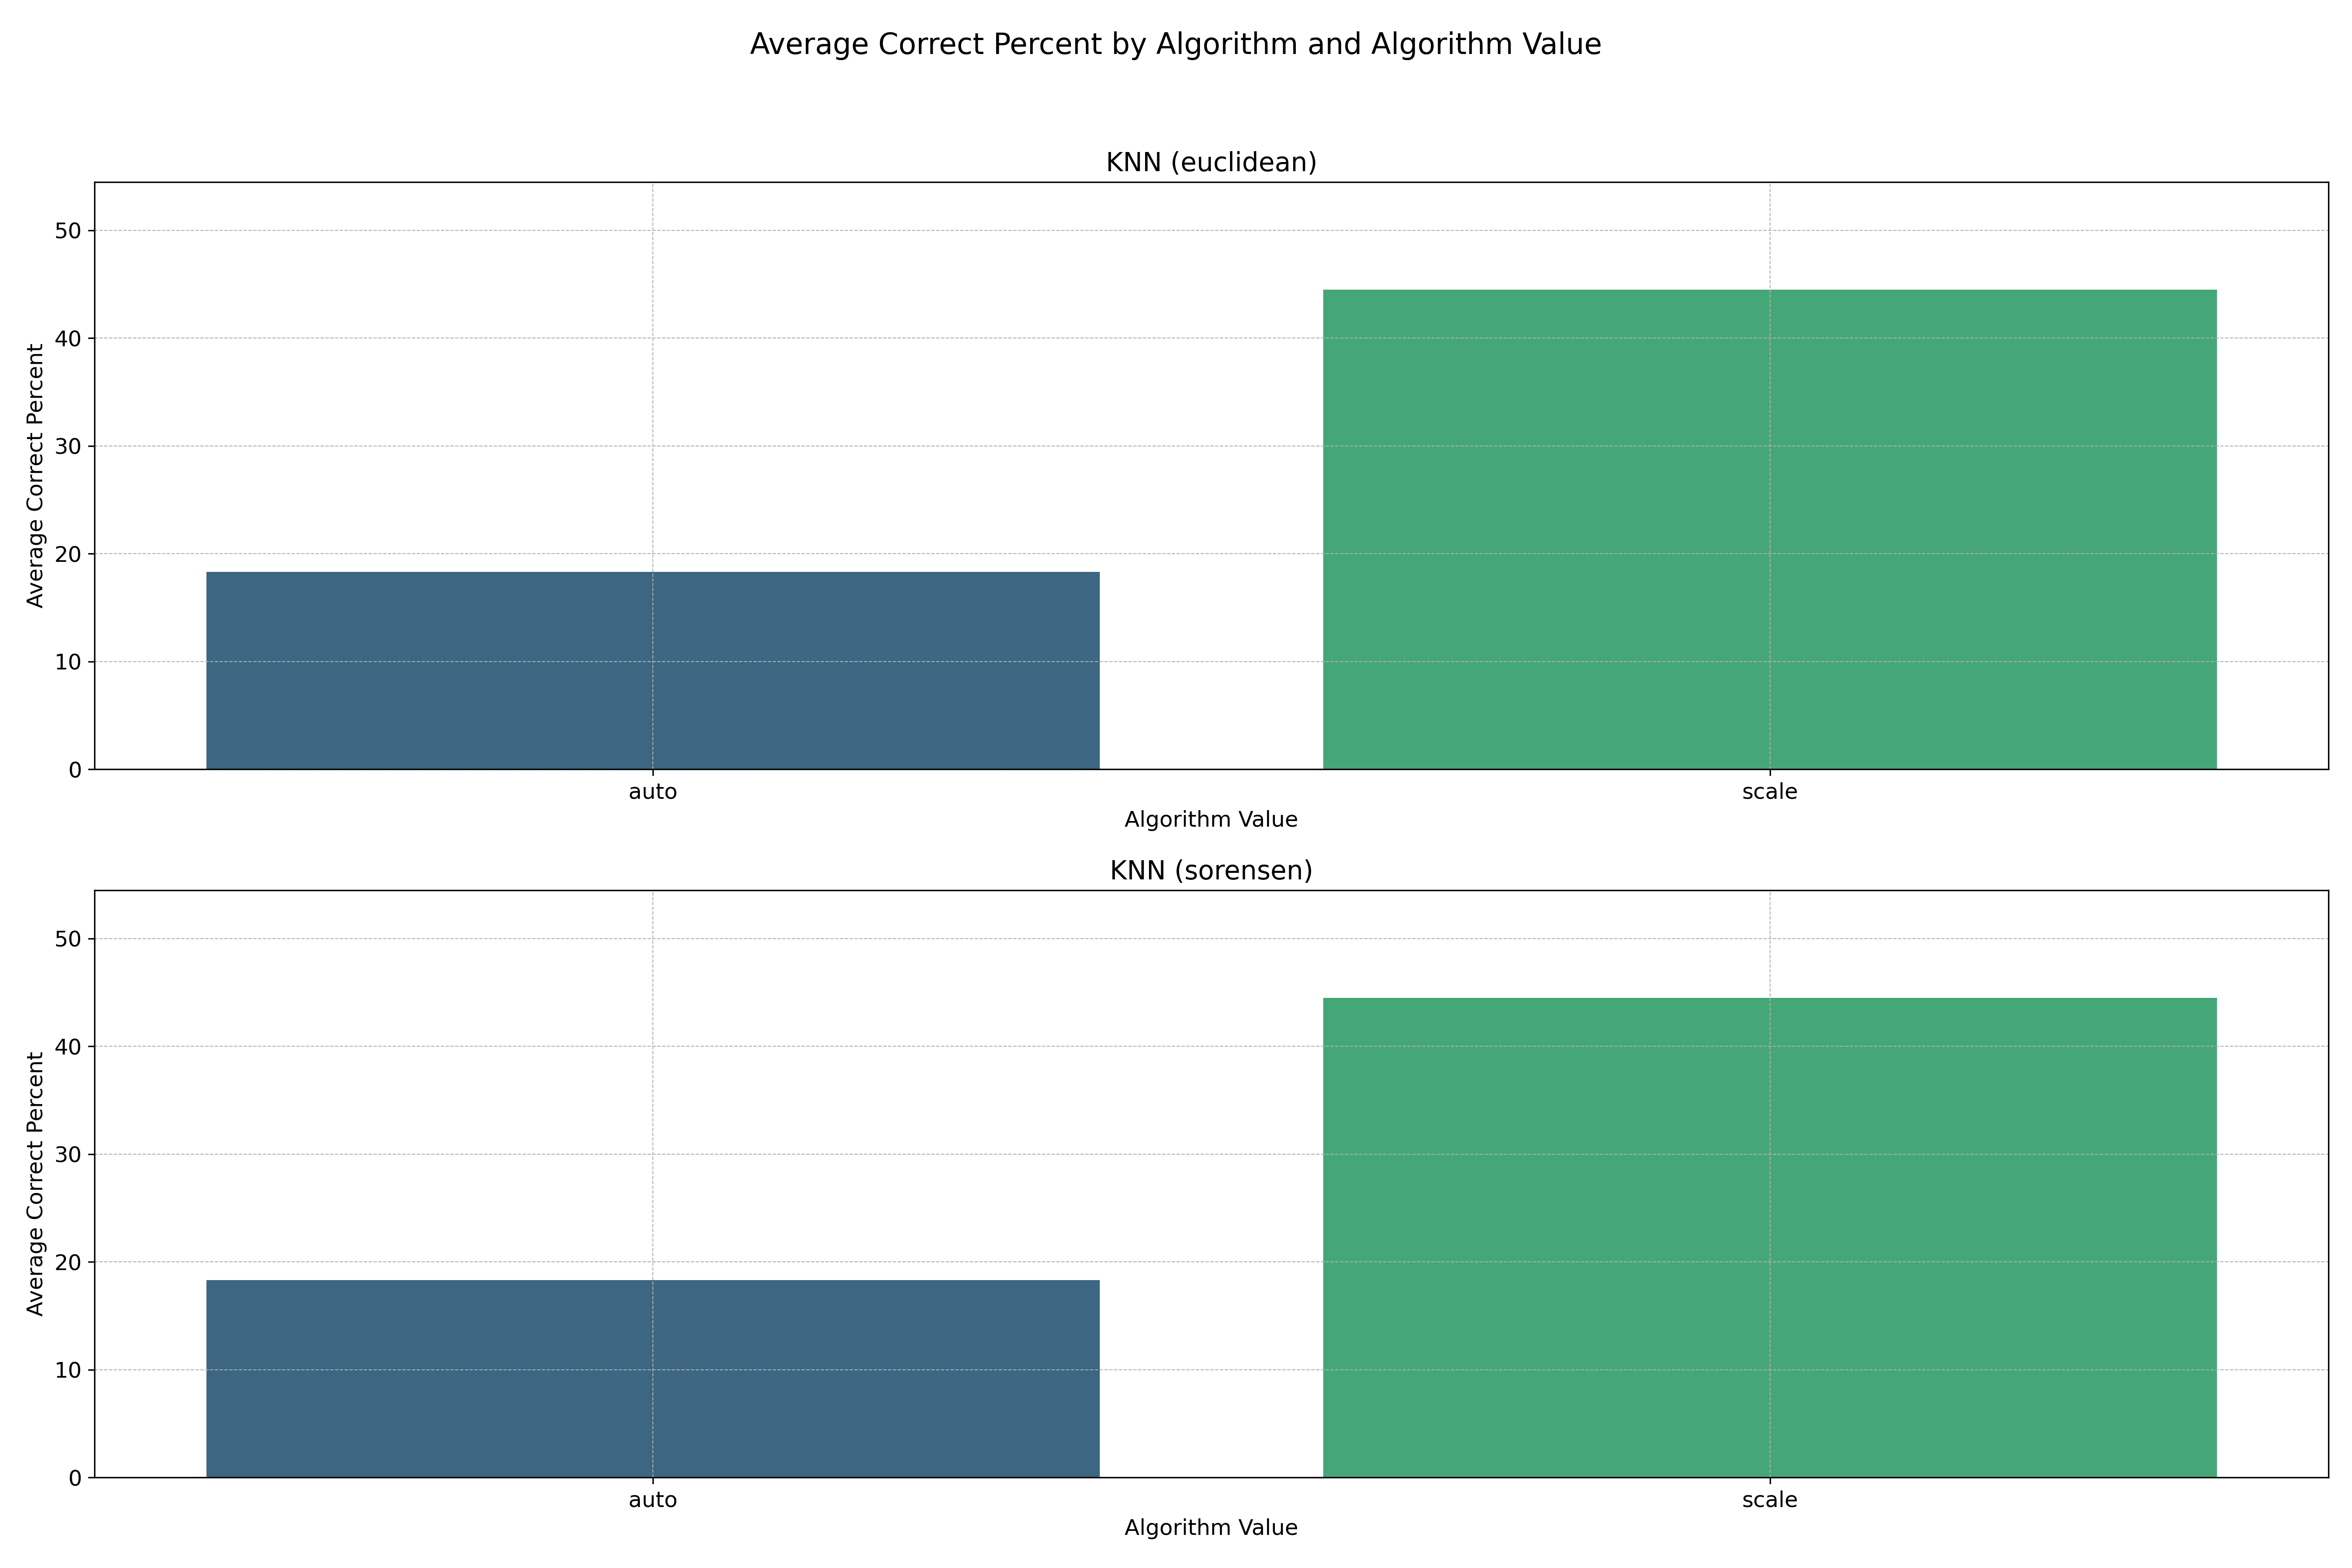 Average Correct Percent by Algorithm and Algorithm Value
KNN (euclidean)
Average Correct Percent
50
40
30
20
10
0
auto
scale
Algorithm Value
KNN (sorensen)
Average Correct Percent
50
40
30
20
10
0
auto
scale
Algorithm Value